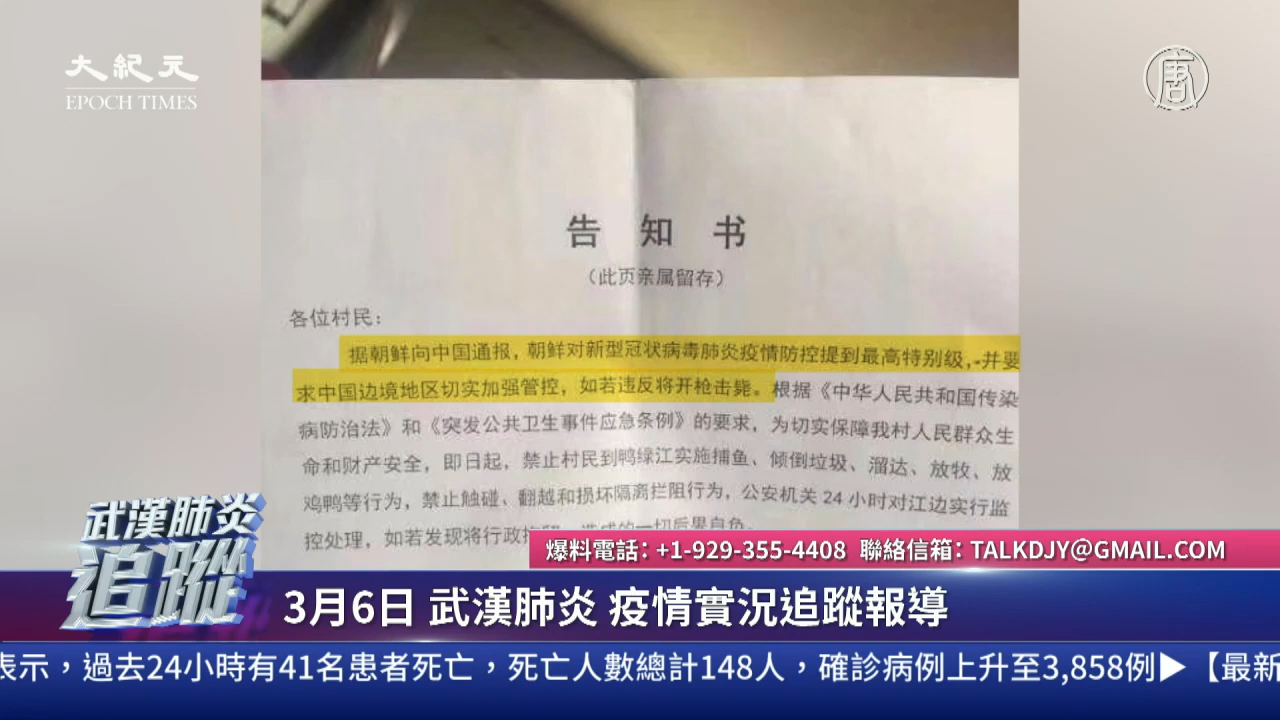 大紀元
EPOCH TIMES
唐
告 知 书
（此页亲属留存）
各位村民：
据朝鲜向中国通报，朝鲜对新型冠状病毒肺炎疫情防控提到最高特别级，并要
求中国边境地区切实加强管控，如若违反将开枪击毙。根据《中华人民共和国传染
病防治法》和《突发公共卫生事件应急条例》的要求，为切实保障我村人民群众生
命和财产安全，即日起，禁止村民到鸭绿江实施捕鱼、倾倒垃圾、溜达、放牧、放
鸡鸭等行为，禁止触碰、翻越和损坏隔离拦阻行为，公安机关 24 小时对江边实行监
控处理，如若发现将行政拘留，造成的一切后果自负。
爆料電話：+1-929-355-4408 聯絡信箱：TALKDJY@GMAIL.COM
武漢肺炎
追蹤
3月6日 武漢肺炎 疫情實況追蹤報導
表示，過去24小時有41名患者死亡，死亡人數總計148人，確診病例上升至3,858例▶【最新